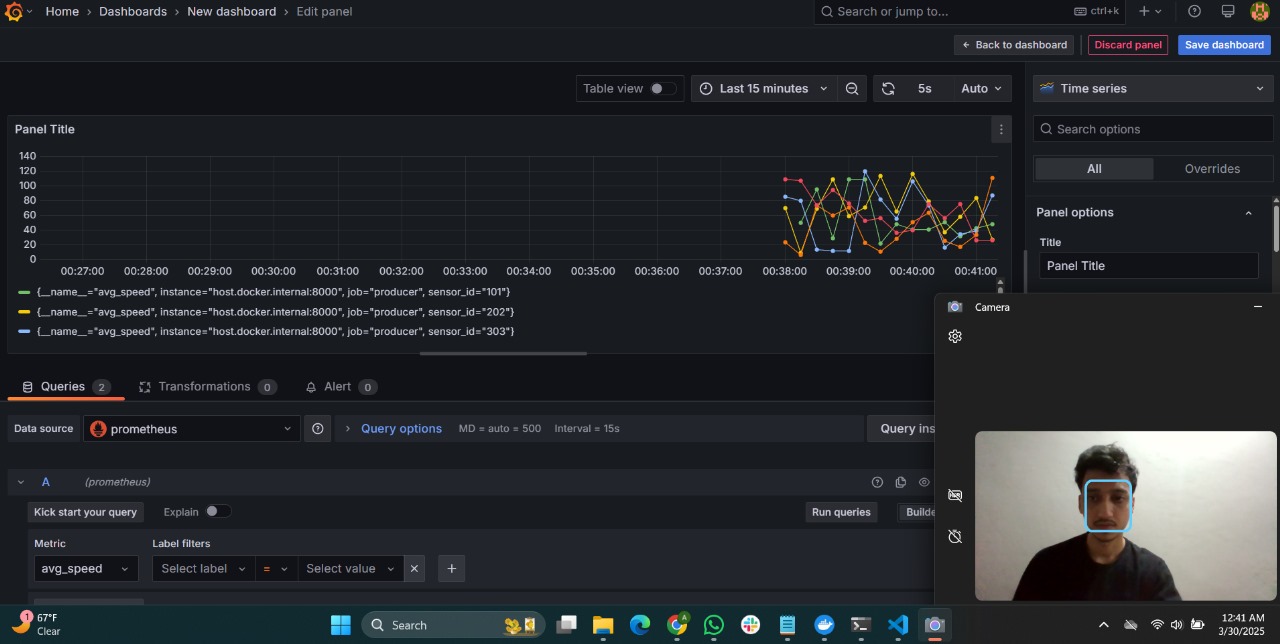 Home › Dashboards › New dashboard › Edit panel
Search or jump to... ctrl+k
Back to dashboard Discard panel Save dashboard
Table view Last 15 minutes 5s Auto
Time series
Panel Title
Search options
All Overrides
140
120
100
80
60
40
20
0
00:27:00 00:28:00 00:29:00 00:30:00 00:31:00 00:32:00 00:33:00 00:34:00 00:35:00 00:36:00 00:37:00 00:38:00 00:39:00 00:40:00 00:41:00
{__name__="avg_speed", instance="host.docker.internal:8000", job="producer", sensor_id="101"}
{__name__="avg_speed", instance="host.docker.internal:8000", job="producer", sensor_id="202"}
{__name__="avg_speed", instance="host.docker.internal:8000", job="producer", sensor_id="303"}
Panel options
Title
Panel Title
Camera
Queries 2 Transformations 0 Alert 0
Data source prometheus Query options MD = auto = 500 Interval = 15s Query ins
A (prometheus)
Kick start your query Explain Run queries Builde
Metric Label filters
avg_speed Select label = Select value
1 67°F
Clear
Search
12:41 AM
3/30/2025